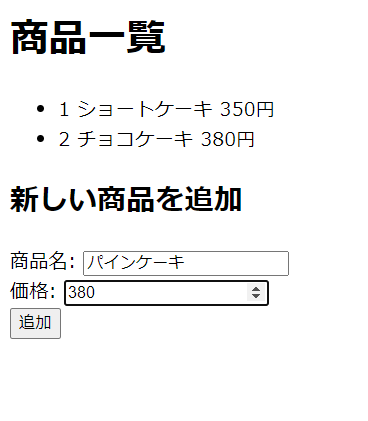 商品一覧
1 ショートケーキ 350円
2 チョコケーキ 380円
新しい商品を追加
商品名: パインケーキ
価格: 380
追加